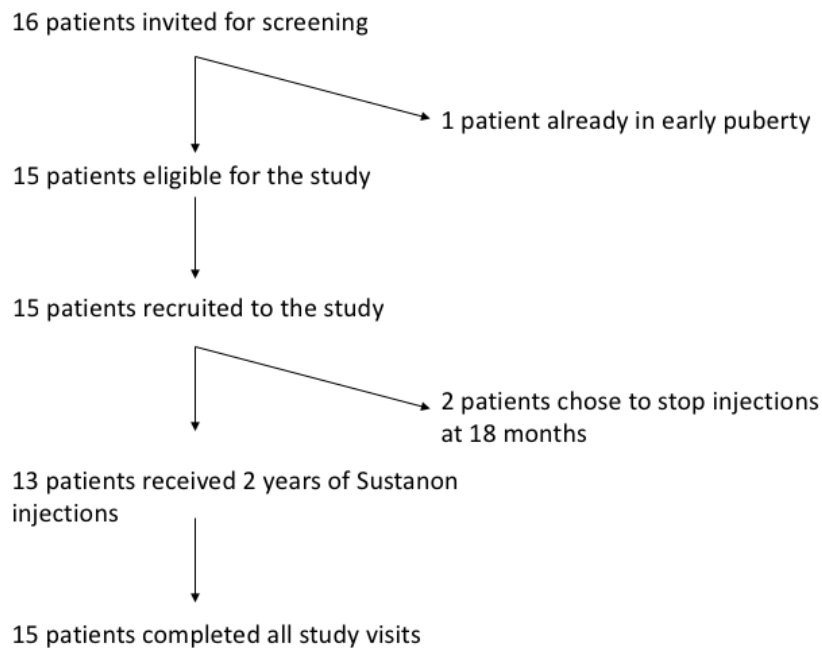 16 patients invited for screening
1 patient already in early puberty
15 patients eligible for the study
15 patients recruited to the study
2 patients chose to stop injections
at 18 months
13 patients received 2 years of Sustanon
injections
15 patients completed all study visits